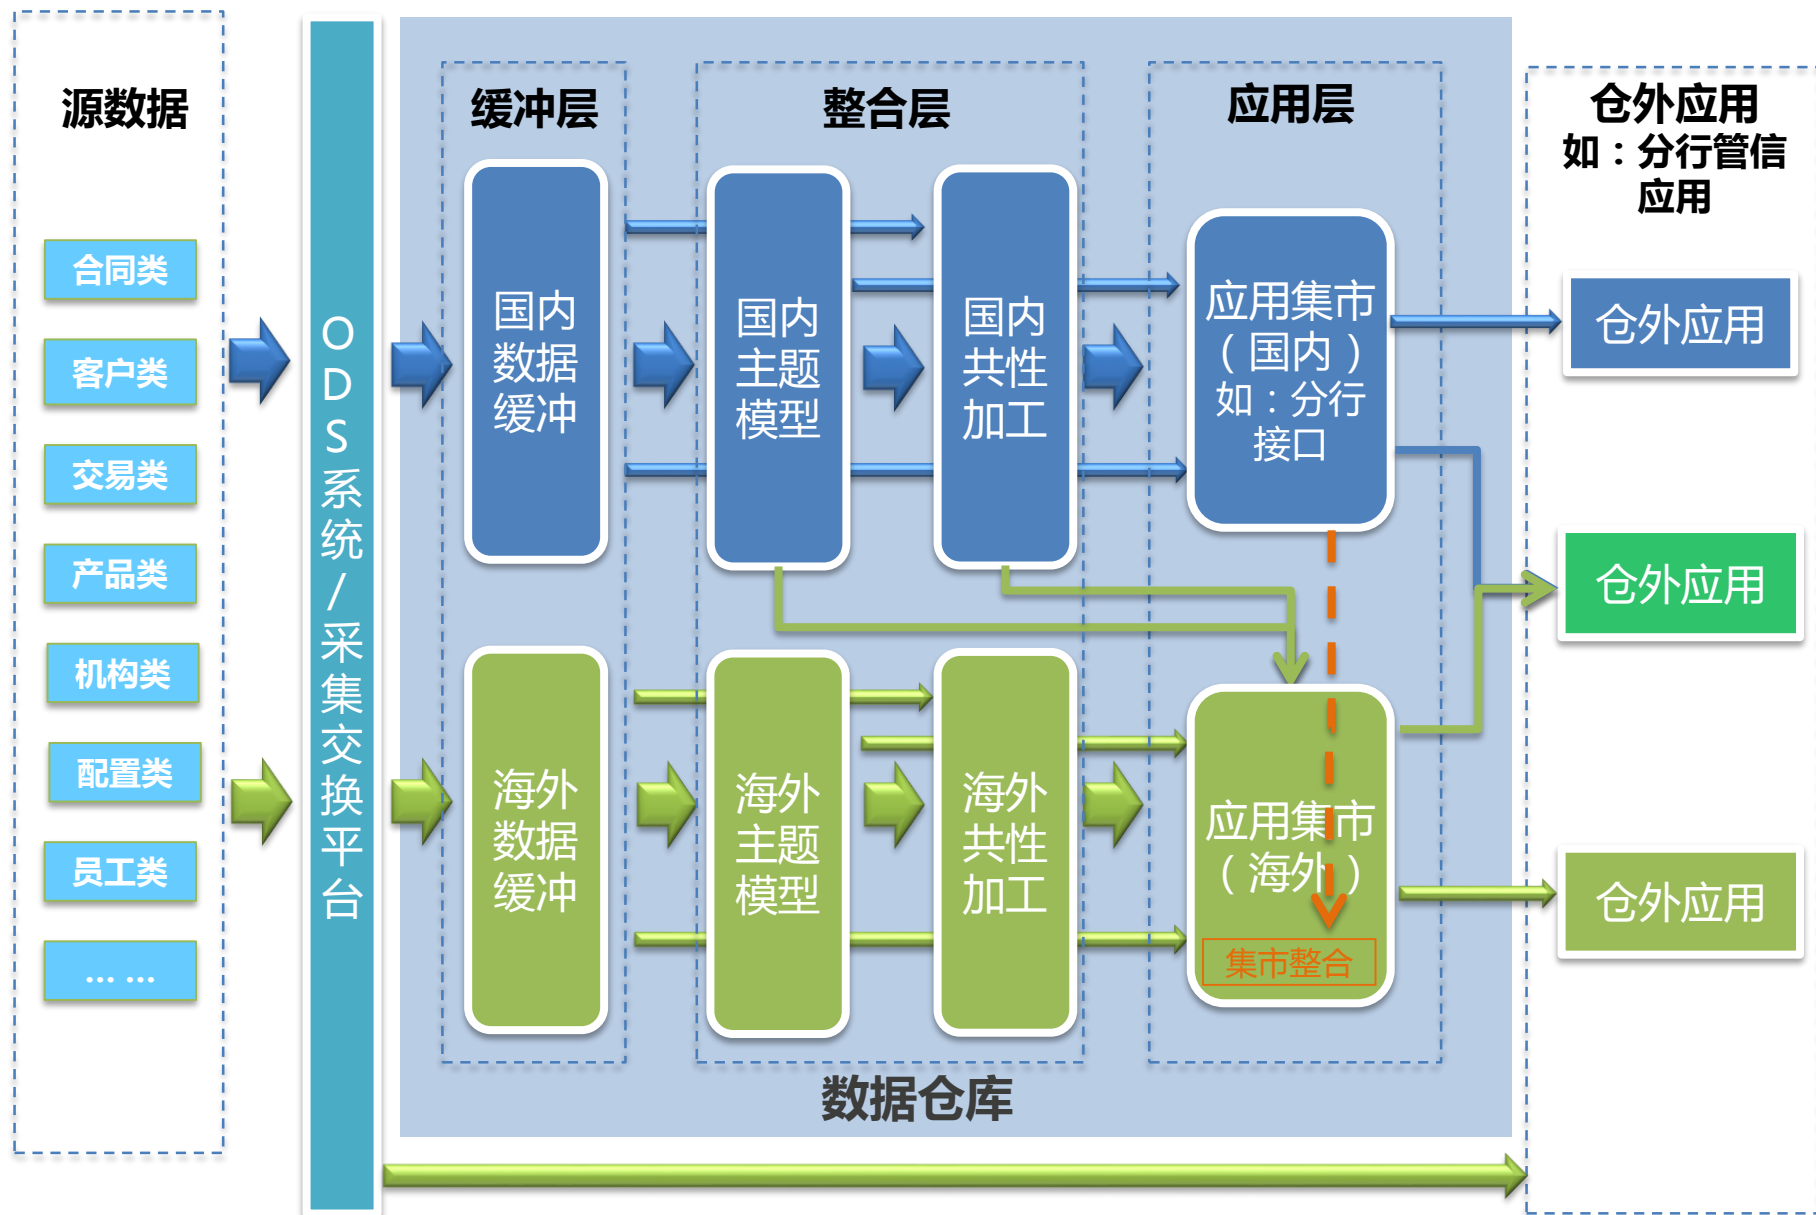 源数据
合同类
客户类
交易类
产品类
机构类
配置类
员工类
... ...
O
D
S
系
统
/
采
集
交
换
平
台
缓冲层
国内
数据
缓冲
海外
数据
缓冲
整合层
国内
主题
模型
国内
共性
加工
海外
主题
模型
海外
共性
加工
应用层
应用集市
（国内）
如：分行
接口
应用集市
（海外）
集市整合
数据仓库
仓外应用
如：分行管信
应用
仓外应用
仓外应用
仓外应用